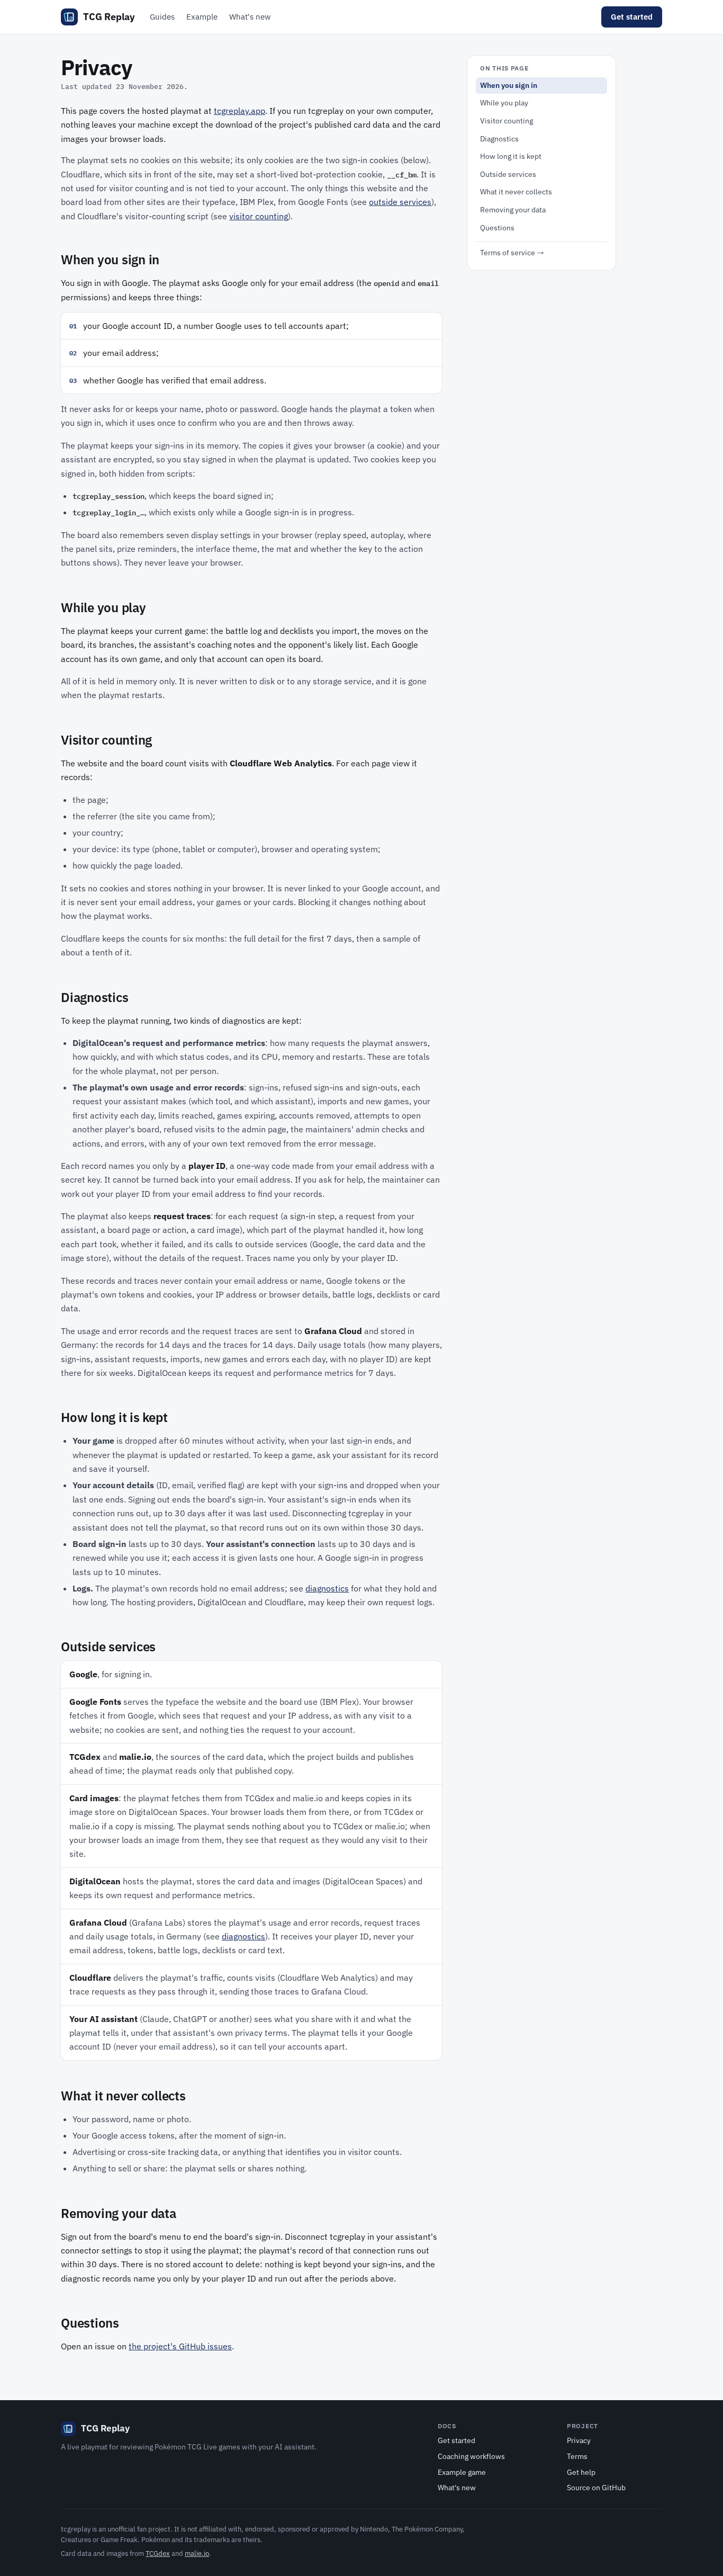 TCG Replay
Guides
Example
What's new
Get started
Privacy
Last updated 23 November 2026.
This page covers the hosted playmat at tcgreplay.app. If you run tcgreplay on your own computer,
nothing leaves your machine except the download of the project's published card data and the card
images your browser loads.
The playmat sets no cookies on this website; its only cookies are the two sign-in cookies (below).
Cloudflare, which sits in front of the site, may set a short-lived bot-protection cookie, __cf_bm. It is
not used for visitor counting and is not tied to your account. The only things this website and the
board load from other sites are their typeface, IBM Plex, from Google Fonts (see outside services),
and Cloudflare's visitor-counting script (see visitor counting).
ON THIS PAGE
When you sign in
While you play
Visitor counting
Diagnostics
How long it is kept
Outside services
What it never collects
Removing your data
Questions
Terms of service →
When you sign in
You sign in with Google. The playmat asks Google only for your email address (the openid and email
permissions) and keeps three things:
01 your Google account ID, a number Google uses to tell accounts apart;
02 your email address;
03 whether Google has verified that email address.
It never asks for or keeps your name, photo or password. Google hands the playmat a token when
you sign in, which it uses once to confirm who you are and then throws away.
The playmat keeps your sign-ins in its memory. The copies it gives your browser (a cookie) and your
assistant are encrypted, so you stay signed in when the playmat is updated. Two cookies keep you
signed in, both hidden from scripts:
• tcgreplay_session, which keeps the board signed in;
• tcgreplay_login_…, which exists only while a Google sign-in is in progress.
The board also remembers seven display settings in your browser (replay speed, autoplay, where
the panel sits, prize reminders, the interface theme, the mat and whether the key to the action
buttons shows). They never leave your browser.
While you play
The playmat keeps your current game: the battle log and decklists you import, the moves on the
board, its branches, the assistant's coaching notes and the opponent's likely list. Each Google
account has its own game, and only that account can open its board.
All of it is held in memory only. It is never written to disk or to any storage service, and it is gone
when the playmat restarts.
Visitor counting
The website and the board count visits with Cloudflare Web Analytics. For each page view it
records:
• the page;
• the referrer (the site you came from);
• your country;
• your device: its type (phone, tablet or computer), browser and operating system;
• how quickly the page loaded.
It sets no cookies and stores nothing in your browser. It is never linked to your Google account, and
it is never sent your email address, your games or your cards. Blocking it changes nothing about
how the playmat works.
Cloudflare keeps the counts for six months: the full detail for the first 7 days, then a sample of
about a tenth of it.
Diagnostics
To keep the playmat running, two kinds of diagnostics are kept:
• DigitalOcean's request and performance metrics: how many requests the playmat answers,
how quickly, and with which status codes, and its CPU, memory and restarts. These are totals
for the whole playmat, not per person.
• The playmat's own usage and error records: sign-ins, refused sign-ins and sign-outs, each
request your assistant makes (which tool, and which assistant), imports and new games, your
first activity each day, limits reached, games expiring, accounts removed, attempts to open
another player's board, refused visits to the admin page, the maintainers' admin checks and
actions, and errors, with any of your own text removed from the error message.
Each record names you only by a player ID, a one-way code made from your email address with a
secret key. It cannot be turned back into your email address. If you ask for help, the maintainer can
work out your player ID from your email address to find your records.
The playmat also keeps request traces: for each request (a sign-in step, a request from your
assistant, a board page or action, a card image), which part of the playmat handled it, how long
each part took, whether it failed, and its calls to outside services (Google, the card data and the
image store), without the details of the request. Traces name you only by your player ID.
These records and traces never contain your email address or name, Google tokens or the
playmat's own tokens and cookies, your IP address or browser details, battle logs, decklists or card
data.
The usage and error records and the request traces are sent to Grafana Cloud and stored in
Germany: the records for 14 days and the traces for 14 days. Daily usage totals (how many players,
sign-ins, assistant requests, imports, new games and errors each day, with no player ID) are kept
there for six weeks. DigitalOcean keeps its request and performance metrics for 7 days.
How long it is kept
• Your game is dropped after 60 minutes without activity, when your last sign-in ends, and
whenever the playmat is updated or restarted. To keep a game, ask your assistant for its record
and save it yourself.
• Your account details (ID, email, verified flag) are kept with your sign-ins and dropped when your
last one ends. Signing out ends the board's sign-in. Your assistant's sign-in ends when its
connection runs out, up to 30 days after it was last used. Disconnecting tcgreplay in your
assistant does not tell the playmat, so that record runs out on its own within those 30 days.
• Board sign-in lasts up to 30 days. Your assistant's connection lasts up to 30 days and is
renewed while you use it; each access it is given lasts one hour. A Google sign-in in progress
lasts up to 10 minutes.
• Logs. The playmat's own records hold no email address; see diagnostics for what they hold and
how long. The hosting providers, DigitalOcean and Cloudflare, may keep their own request logs.
Outside services
Google, for signing in.
Google Fonts serves the typeface the website and the board use (IBM Plex). Your browser
fetches it from Google, which sees that request and your IP address, as with any visit to a
website; no cookies are sent, and nothing ties the request to your account.
TCGdex and malie.io, the sources of the card data, which the project builds and publishes
ahead of time; the playmat reads only that published copy.
Card images: the playmat fetches them from TCGdex and malie.io and keeps copies in its
image store on DigitalOcean Spaces. Your browser loads them from there, or from TCGdex or
malie.io if a copy is missing. The playmat sends nothing about you to TCGdex or malie.io; when
your browser loads an image from them, they see that request as they would any visit to their
site.
DigitalOcean hosts the playmat, stores the card data and images (DigitalOcean Spaces) and
keeps its own request and performance metrics.
Grafana Cloud (Grafana Labs) stores the playmat's usage and error records, request traces
and daily usage totals, in Germany (see diagnostics). It receives your player ID, never your
email address, tokens, battle logs, decklists or card text.
Cloudflare delivers the playmat's traffic, counts visits (Cloudflare Web Analytics) and may
trace requests as they pass through it, sending those traces to Grafana Cloud.
Your AI assistant (Claude, ChatGPT or another) sees what you share with it and what the
playmat tells it, under that assistant's own privacy terms. The playmat tells it your Google
account ID (never your email address), so it can tell your accounts apart.
What it never collects
• Your password, name or photo.
• Your Google access tokens, after the moment of sign-in.
• Advertising or cross-site tracking data, or anything that identifies you in visitor counts.
• Anything to sell or share: the playmat sells or shares nothing.
Removing your data
Sign out from the board's menu to end the board's sign-in. Disconnect tcgreplay in your assistant's
connector settings to stop it using the playmat; the playmat's record of that connection runs out
within 30 days. There is no stored account to delete: nothing is kept beyond your sign-ins, and the
diagnostic records name you only by your player ID and run out after the periods above.
Questions
Open an issue on the project's GitHub issues.
TCG Replay
A live playmat for reviewing Pokémon TCG Live games with your AI assistant.
DOCS
Get started
Coaching workflows
Example game
What's new
PROJECT
Privacy
Terms
Get help
Source on GitHub
tcgreplay is an unofficial fan project. It is not affiliated with, endorsed, sponsored or approved by Nintendo, The Pokémon Company,
Creatures or Game Freak. Pokémon and its trademarks are theirs.
Card data and images from TCGdex and malie.io.